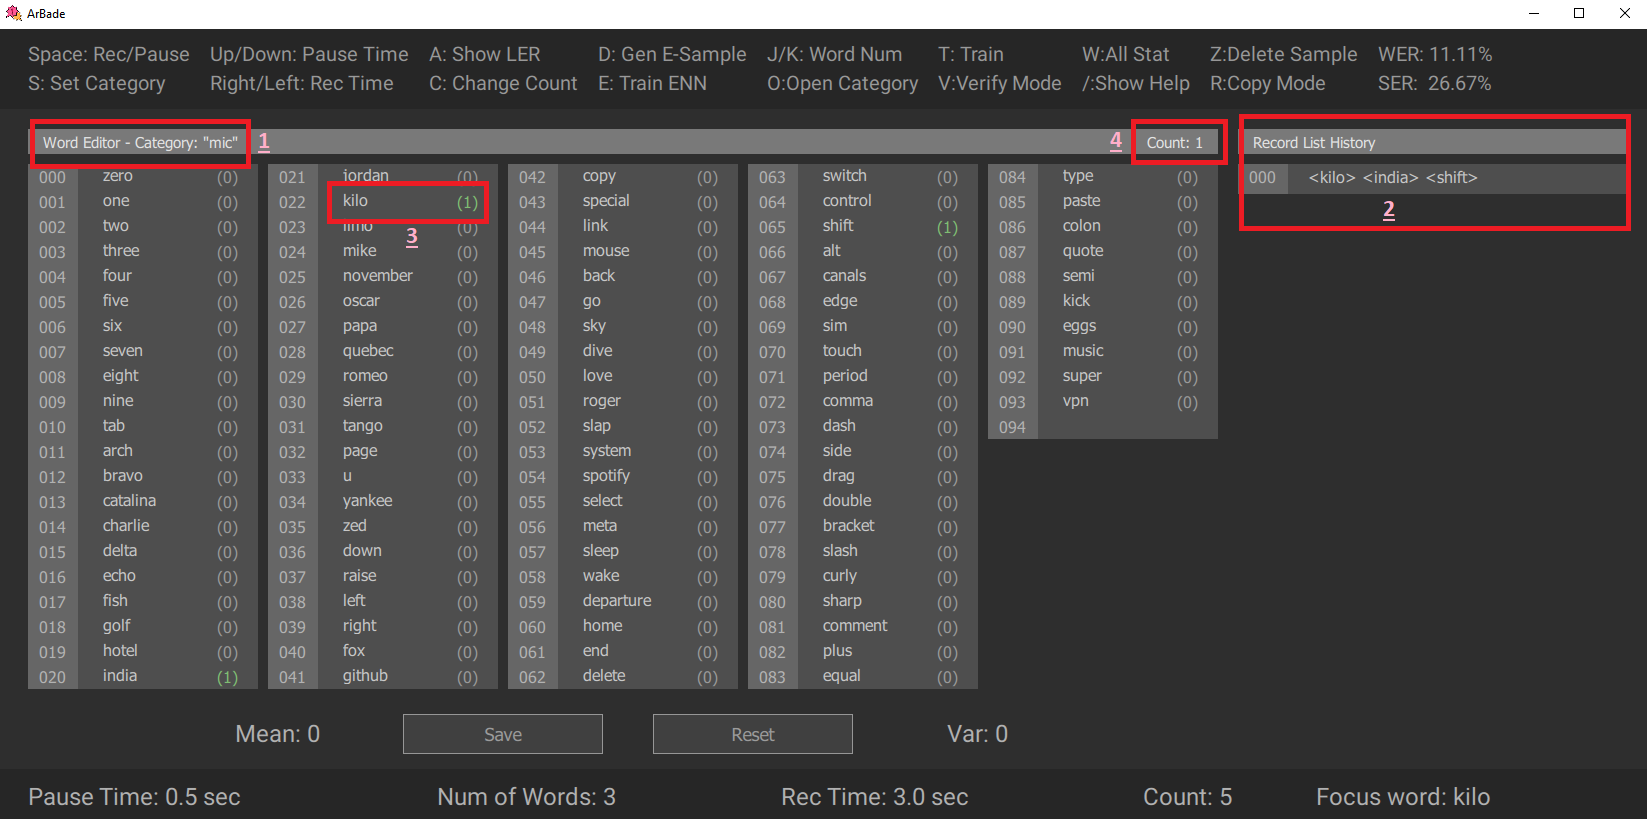 ArBade
Space: Rec/Pause Up/Down: Pause Time A: Show LER D: Gen E-Sample J/K: Word Num T: Train W:All Stat Z:Delete Sample WER: 11.11%
S: Set Category Right/Left: Rec Time C: Change Count E: Train ENN O:Open Category V:Verify Mode /:Show Help R:Copy Mode SER: 26.67%
Word Editor - Category: "mic" 1 4 Count: 1 Record List History
000 zero (0) 021 jordan (0) 042 copy (0) 063 switch (0) 084 type (0) 000 <kilo> <india> <shift>
001 one (0) 022 kilo (1) 043 special (0) 064 control (0) 085 paste (0) 2
002 two (0) 023 limo (0) 044 link (0) 065 shift (1) 086 colon (0)
3
003 three (0) 024 mike (0) 045 mouse (0) 066 alt (0) 087 quote (0)
004 four (0) 025 november (0) 046 back (0) 067 canals (0) 088 semi (0)
005 five (0) 026 oscar (0) 047 go (0) 068 edge (0) 089 kick (0)
006 six (0) 027 papa (0) 048 sky (0) 069 sim (0) 090 eggs (0)
007 seven (0) 028 quebec (0) 049 dive (0) 070 touch (0) 091 music (0)
008 eight (0) 029 romeo (0) 050 love (0) 071 period (0) 092 super (0)
009 nine (0) 030 sierra (0) 051 roger (0) 072 comma (0) 093 vpn (0)
010 tab (0) 031 tango (0) 052 slap (0) 073 dash (0) 094
011 arch (0) 032 page (0) 053 system (0) 074 side (0)
012 bravo (0) 033 u (0) 054 spotify (0) 075 drag (0)
013 catalina (0) 034 yankee (0) 055 select (0) 076 double (0)
014 charlie (0) 035 zed (0) 056 meta (0) 077 bracket (0)
015 delta (0) 036 down (0) 057 sleep (0) 078 slash (0)
016 echo (0) 037 raise (0) 058 wake (0) 079 curly (0)
017 fish (0) 038 left (0) 059 departure (0) 080 sharp (0)
018 golf (0) 039 right (0) 060 home (0) 081 comment (0)
019 hotel (0) 040 fox (0) 061 end (0) 082 plus (0)
020 india (1) 041 github (0) 062 delete (0) 083 equal (0)
Mean: 0 Save Reset Var: 0
Pause Time: 0.5 sec Num of Words: 3 Rec Time: 3.0 sec Count: 5 Focus word: kilo